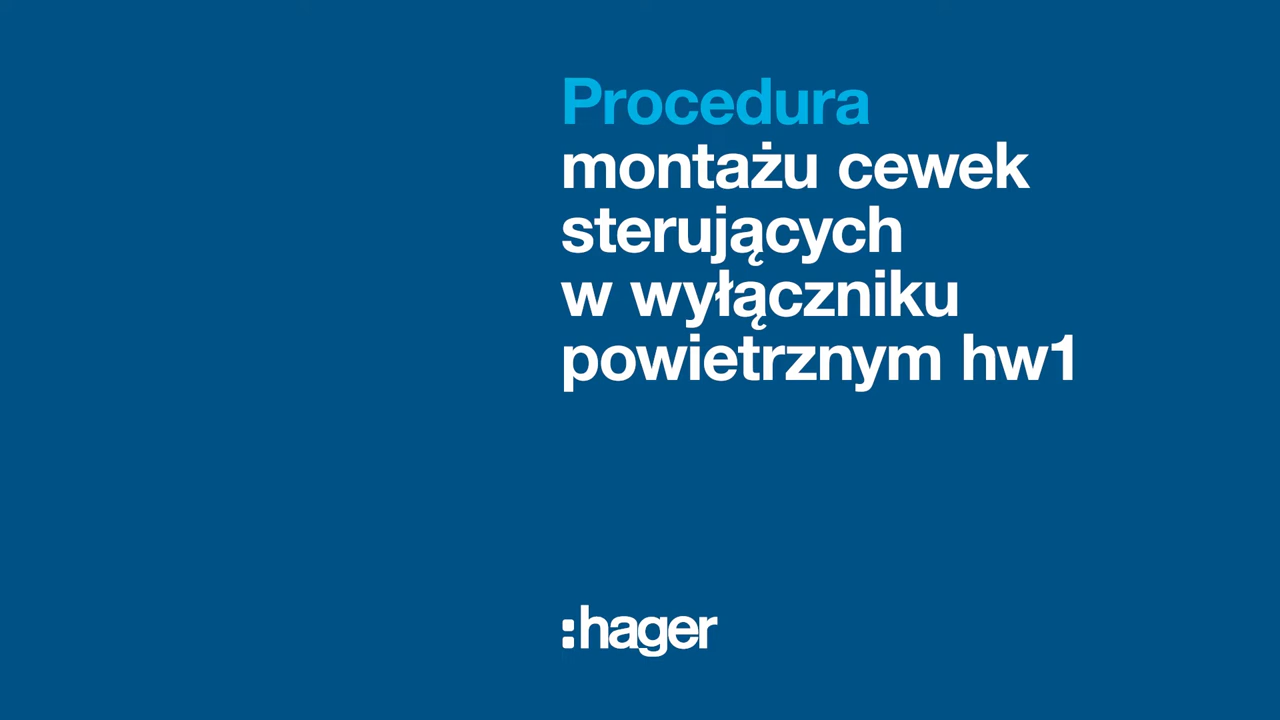 Procedura
montażu cewek
sterujących
w wyłączniku
powietrznym hw1
:hager